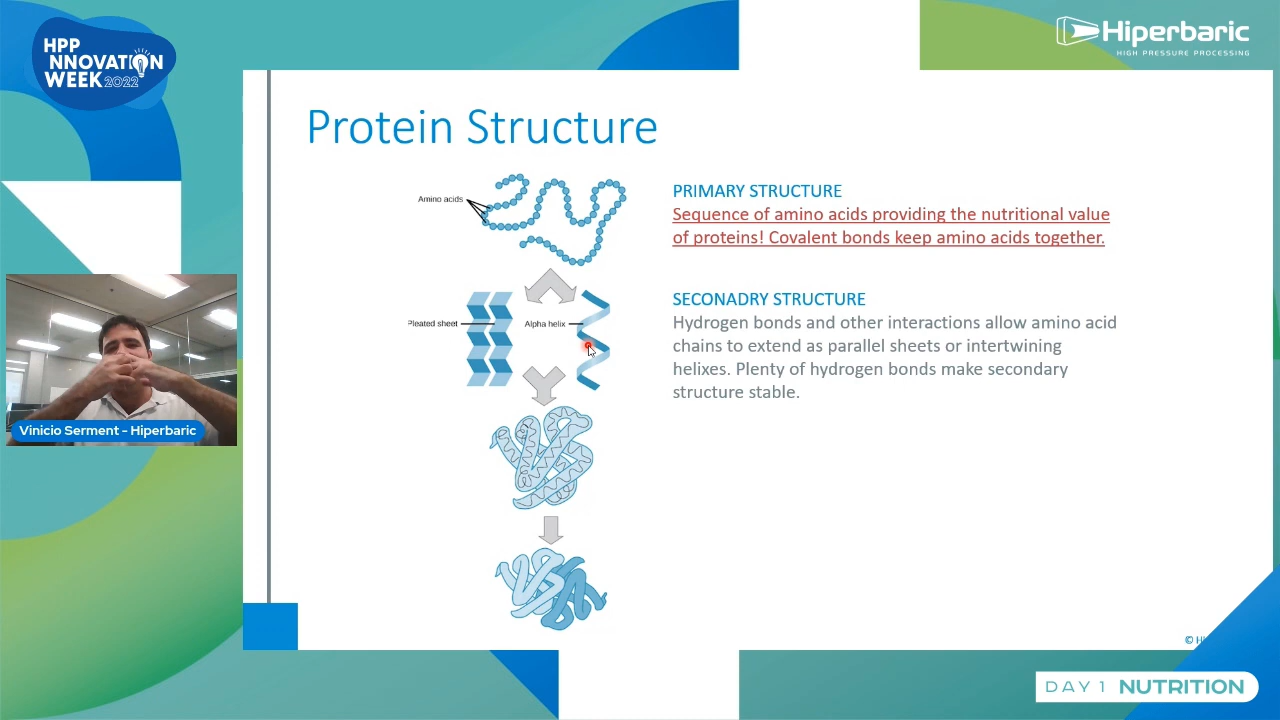 HPP
NNOVATION
WEEK 2022
Hiperbaric
HIGH PRESSURE PROCESSING
Protein Structure
Amino acids
PRIMARY STRUCTURE
Sequence of amino acids providing the nutritional value
of proteins! Covalent bonds keep amino acids together.
Pleated sheet
Alpha helix
SECONADRY STRUCTURE
Hydrogen bonds and other interactions allow amino acid
chains to extend as parallel sheets or intertwining
helixes. Plenty of hydrogen bonds make secondary
structure stable.
Vinicio Serment - Hiperbaric
©
DAY 1 NUTRITION